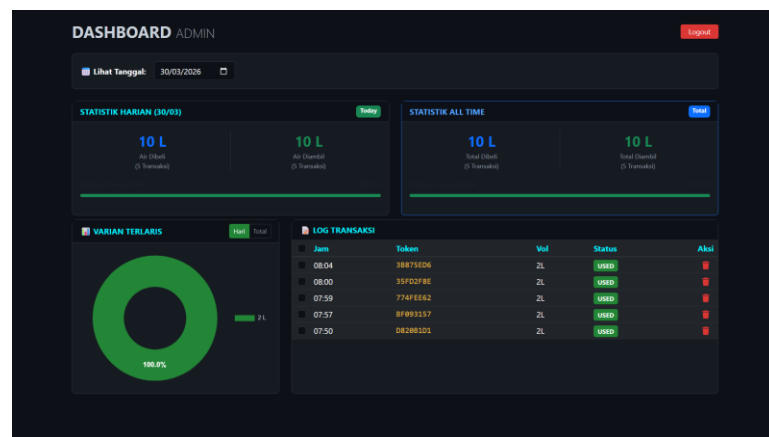 DASHBOARD ADMIN
Logout
Lihat Tanggal: 30/03/2026
STATISTIK HARIAN (30/03) Today
10 L 10 L
Air Dibeli Air Diambil
(5 Transaksi) (5 Transaksi)
STATISTIK ALL TIME Total
10 L 10 L
Total Dibeli Total Diambil
(5 Transaksi) (5 Transaksi)
VARIAN TERLARIS Hari Total
2 L
100.0%
LOG TRANSAKSI
Jam Token Vol Status Aksi
08:04 3B875ED6 2L USED
08:00 35FD2F8E 2L USED
07:59 774FEE62 2L USED
07:57 BF093157 2L USED
07:50 D82081D1 2L USED